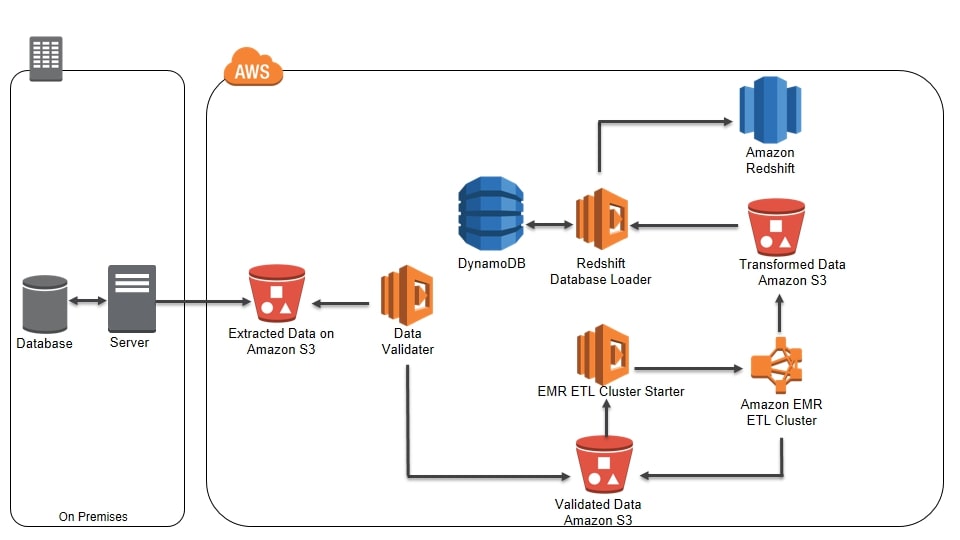 AWS
Amazon
Redshift
DynamoDB
Redshift
Database Loader
Transformed Data
Amazon S3
Database
Server
Extracted Data on
Amazon S3
Data
Validater
EMR ETL Cluster Starter
Amazon EMR
ETL Cluster
Validated Data
Amazon S3
On Premises